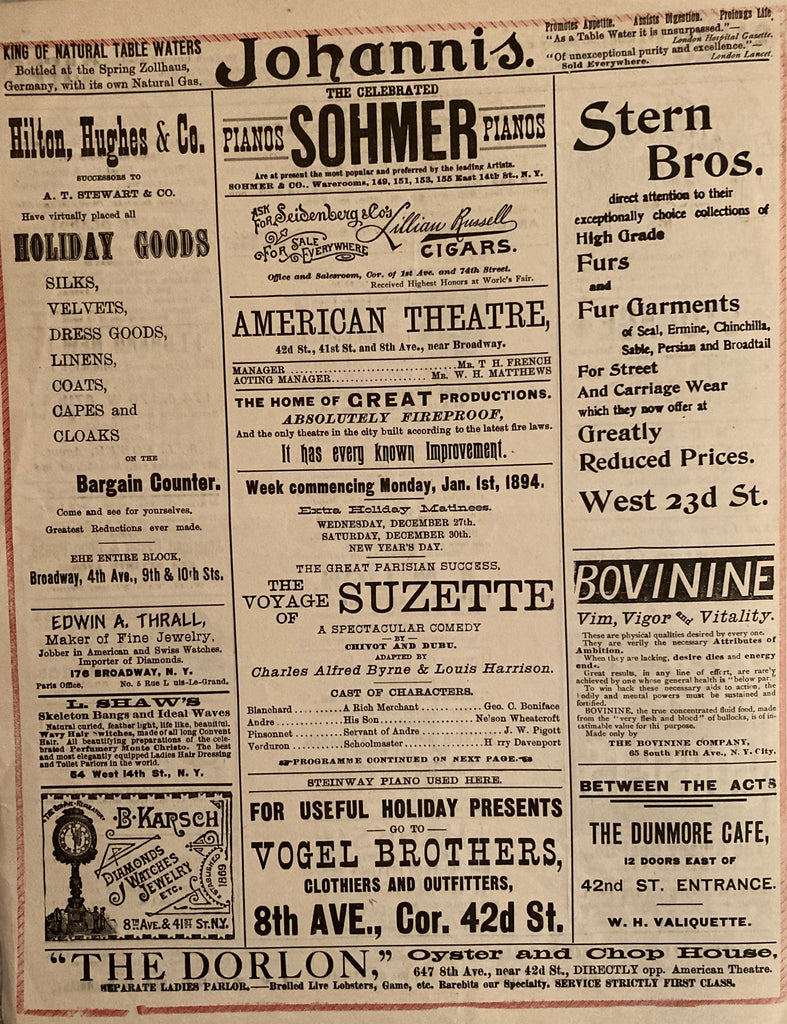 KING OF NATURAL TABLE WATERS
Bottled at the Spring Zollhaus,
Germany, with its own Natural Gas.
Johannis.
Promotes Appetite. Assists Digestion. Prolongs Life
"As a Table Water it is unsurpassed."—
London Hospital Gazette.
"Of unexceptional purity and excellence."—
London Lancet.
Sold Everywhere.
Hilton, Hughes & Co.
SUCCESSORS TO
A. T. STEWART & CO.
Have virtually placed all
HOLIDAY GOODS
SILKS,
VELVETS,
DRESS GOODS,
LINENS,
COATS,
CAPES and
CLOAKS
ON THE
Bargain Counter.
Come and see for yourselves.
Greatest Reductions ever made.
EHE ENTIRE BLOCK,
Broadway, 4th Ave., 9th & 10th Sts.
EDWIN A. THRALL,
Maker of Fine Jewelry,
Jobber in American and Swiss Watches.
Importer of Diamonds.
176 BROADWAY, N. Y.
Paris Office, No. 5 Rue L uis-Le-Grand.
L. SHAW'S
Skeleton Bangs and Ideal Waves
Natural curled, feather light, life like, beautiful.
Wavy Hair witches, made of all long Convent
Hair. All beautifying preparations of the cele-
brated Perfumery Monte Christo. The best
and most elegantly equipped Ladies Hair Dressing
and Toilet Parlors in the world.
54 West 14th St., N. Y.
B. KARSCH
DIAMONDS
WATCHES
JEWELRY
ETC.
ESTABLISHED 1869
8TH AVE. & 41ST ST. N.Y.
THE CELEBRATED
PIANOS SOHMER PIANOS
Are at present the most popular and preferred by the leading Artists.
SOHMER & CO., Warerooms, 149, 151, 153, 155 East 14th St., N. Y.
ASK FOR Seidenberg & Co's Lillian Russell
FOR SALE EVERYWHERE CIGARS.
Office and Salesroom, Cor. of 1st Ave. and 74th Street.
Received Highest Honors at World's Fair.
AMERICAN THEATRE,
42d St., 41st St. and 8th Ave., near Broadway.
MANAGER ........ MR. T H. FRENCH
ACTING MANAGER ........ MR. W. H. MATTHEWS
THE HOME OF GREAT PRODUCTIONS.
ABSOLUTELY FIREPROOF,
And the only theatre in the city built according to the latest fire laws.
It has every known Improvement.
Week commencing Monday, Jan. 1st, 1894.
Extra Holiday Matinees.
WEDNESDAY, DECEMBER 27th.
SATURDAY, DECEMBER 30th.
NEW YEAR'S DAY.
THE GREAT PARISIAN SUCCESS,
THE VOYAGE OF SUZETTE
A SPECTACULAR COMEDY
—BY—
CHIVOT AND DURU.
ADAPTED BY
Charles Alfred Byrne & Louis Harrison.
CAST OF CHARACTERS.
Blanchard ........ A Rich Merchant ........ Geo. C. Boniface
Andre ........ His Son ........ Nelson Wheatcroft
Pinsonnet ........ Servant of Andre ........ J. W. Pigott
Verduron ........ Schoolmaster ........ H rry Davenport
PROGRAMME CONTINUED ON NEXT PAGE.
STEINWAY PIANO USED HERE.
FOR USEFUL HOLIDAY PRESENTS
— GO TO —
VOGEL BROTHERS,
CLOTHIERS AND OUTFITTERS,
8th AVE., Cor. 42d St.
Stern
Bros.
direct attention to their
exceptionally choice collections of
High Grade
Furs
and
Fur Garments
of Seal, Ermine, Chinchilla,
Sable, Persian and Broadtail
For Street
And Carriage Wear
which they now offer at
Greatly
Reduced Prices.
West 23d St.
BOVININE
Vim, Vigor and Vitality.
These are physical qualities desired by every one.
They are verily the necessary Attributes of
Ambition.
When they are lacking, desire dies and energy
ends.
Great results, in any line of effort, are rarely
achieved by one whose general health is "below par."
To win back these necessary aids to action, the
bodily and mental powers must be sustained and
fortified.
BOVININE, the true concentrated fluid food, made
from the "very flesh and blood" of bullocks, is of in-
estimable value for this purpose.
Made only by
THE BOVININE COMPANY,
65 South Fifth Ave., N. Y. City.
BETWEEN THE ACTS
THE DUNMORE CAFE,
12 DOORS EAST OF
42nd ST. ENTRANCE.
W. H. VALIQUETTE.
"THE DORLON," Oyster and Chop House,
647 8th Ave., near 42d St., DIRECTLY opp. American Theatre.
SEPARATE LADIES PARLOR.—Broiled Live Lobsters, Game, etc. Rarebits our Specialty. SERVICE STRICTLY FIRST CLASS.